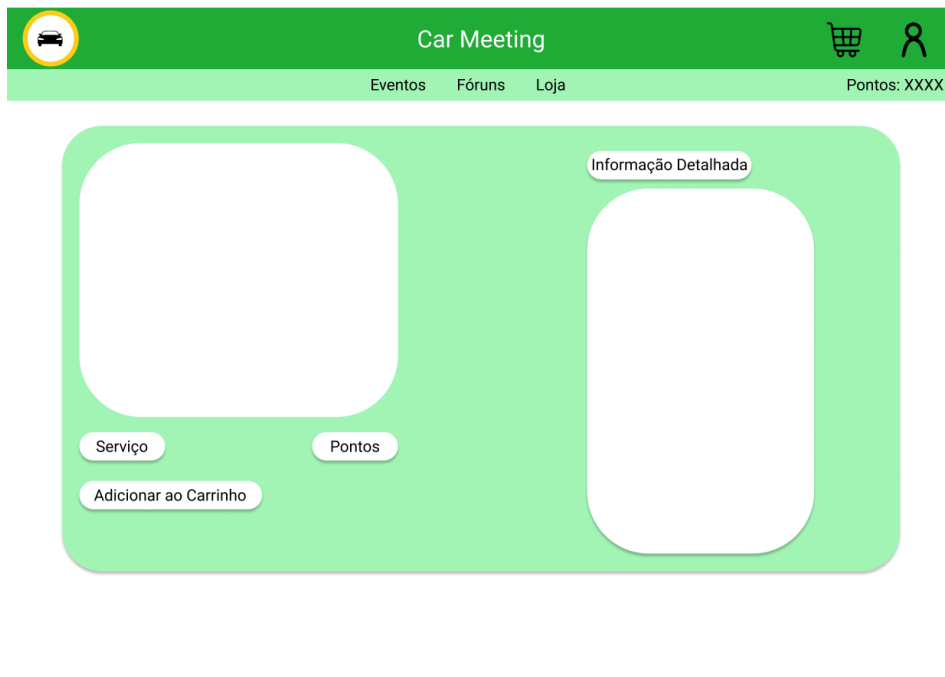 Car Meeting
Eventos Fóruns Loja Pontos: XXXX
Informação Detalhada
Serviço Pontos
Adicionar ao Carrinho